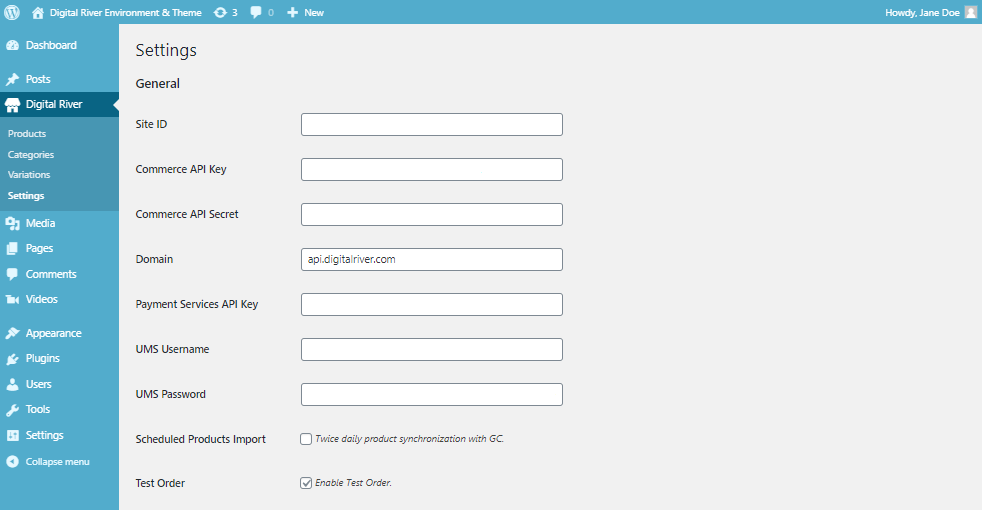 Digital River Environment & Theme 3 0 New Howdy, Jane Doe
Dashboard
Posts
Digital River
Products
Categories
Variations
Settings
Media
Pages
Comments
Videos
Appearance
Plugins
Users
Tools
Settings
Collapse menu
Settings
General
Site ID
Commerce API Key
Commerce API Secret
Domain api.digitalriver.com
Payment Services API Key
UMS Username
UMS Password
Scheduled Products Import Twice daily product synchronization with GC.
Test Order Enable Test Order.